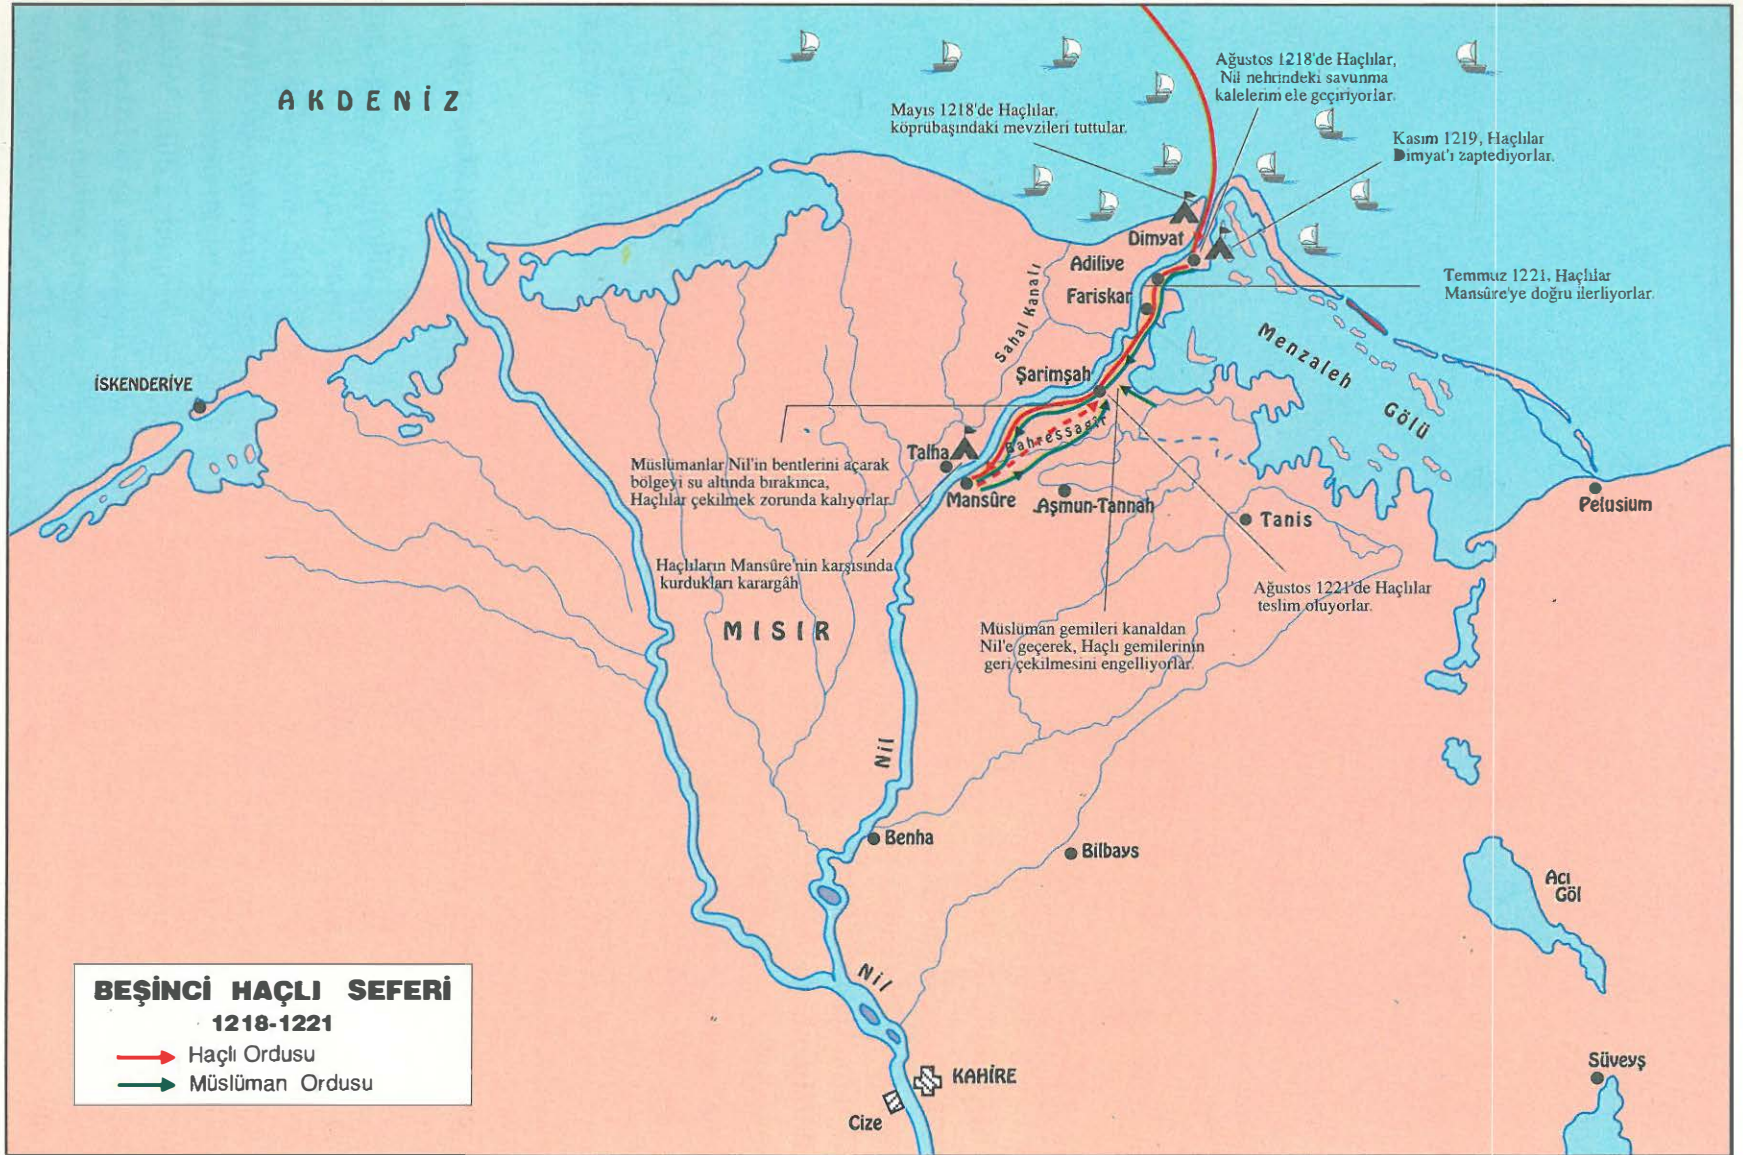 AKDENİZ
Mayıs 1218'de Haçlılar,
köprübaşındaki mevzileri tuttular.
Ağustos 1218'de Haçlılar,
Nil nehrindeki savunma
kalelerim ele geçiriyorlar.
Kasım 1219, Haçlılar
Dimyat'ı zaptediyorlar.
Dimyat
Adiliye
Fariskar
Temmuz 1221, Haçlılar
Mansûre'ye doğru ilerliyorlar.
Sahal Kanalı
Menzaleh Gölü
Şarimşah
İSKENDERİYE
Bahressagir
Talha
Müslümanlar Nil'in bentlerini açarak
bölgeyi su altında bırakınca,
Haçlılar çekilmek zorunda kalıyorlar.
Mansûre
Aşmun-Tannah
Tanis
Pelusium
Haçlıların Mansûre'nin karşısında
kurdukları karargâh
Ağustos 1221'de Haçlılar
teslim oluyorlar.
MISIR
Müslüman gemileri kanaldan
Nil'e geçerek, Haçlı gemilerinin
geri çekilmesini engelliyorlar.
Nil
Benha
Bilbays
Acı
Göl
Nil
BEŞİNCİ HAÇLI SEFERİ
1218-1221
Haçlı Ordusu
Müslüman Ordusu
KAHİRE
Cize
Süveyş